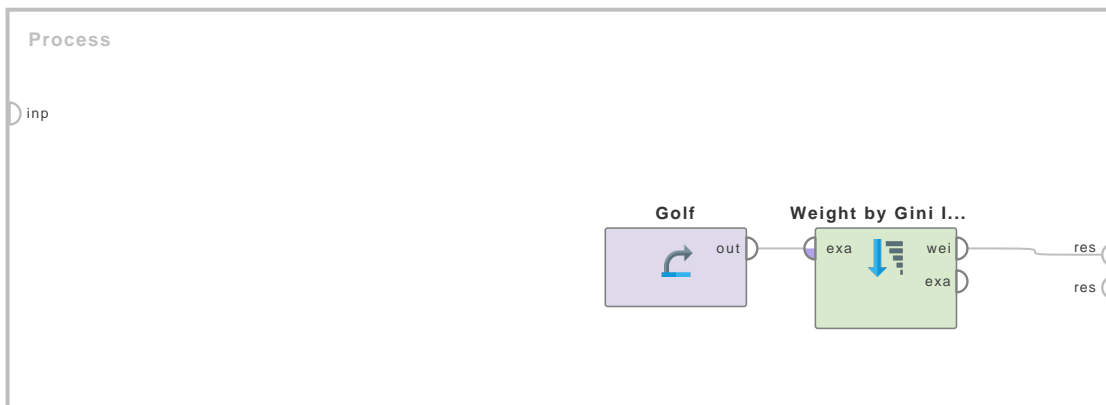 Process
inp
Golf
Weight by Gini I...
out
exa
wei
exa
res
res